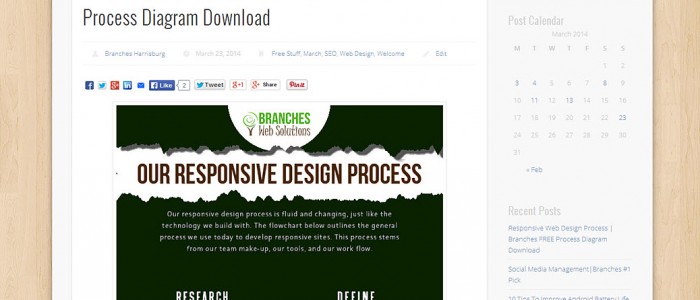 Process Diagram Download
Branches Harrisburg March 23, 2014 Free Stuff, March, SEO, Web Design, Welcome Edit
Like 2 Tweet +1 Share Pin it
BRANCHES
Web Solutions
OUR RESPONSIVE DESIGN PROCESS
Our responsive design process is fluid and changing, just like the
technology we build with. The flowchart below outlines the general
process we use today to develop responsive sites. This process stems
from our team make-up, our tools, and our work flow.
RESEARCH DEFINE
Post Calendar
March 2014
M T W T F S S
1 2
3 4 5 6 7 8 9
10 11 12 13 14 15 16
17 18 19 20 21 22 23
24 25 26 27 28 29 30
31
« Feb
Recent Posts
Responsive Web Design Process |
Branches FREE Process Diagram
Download
Social Media Management|Branches #1
Pick
10 Tips To Improve Android Battery Life